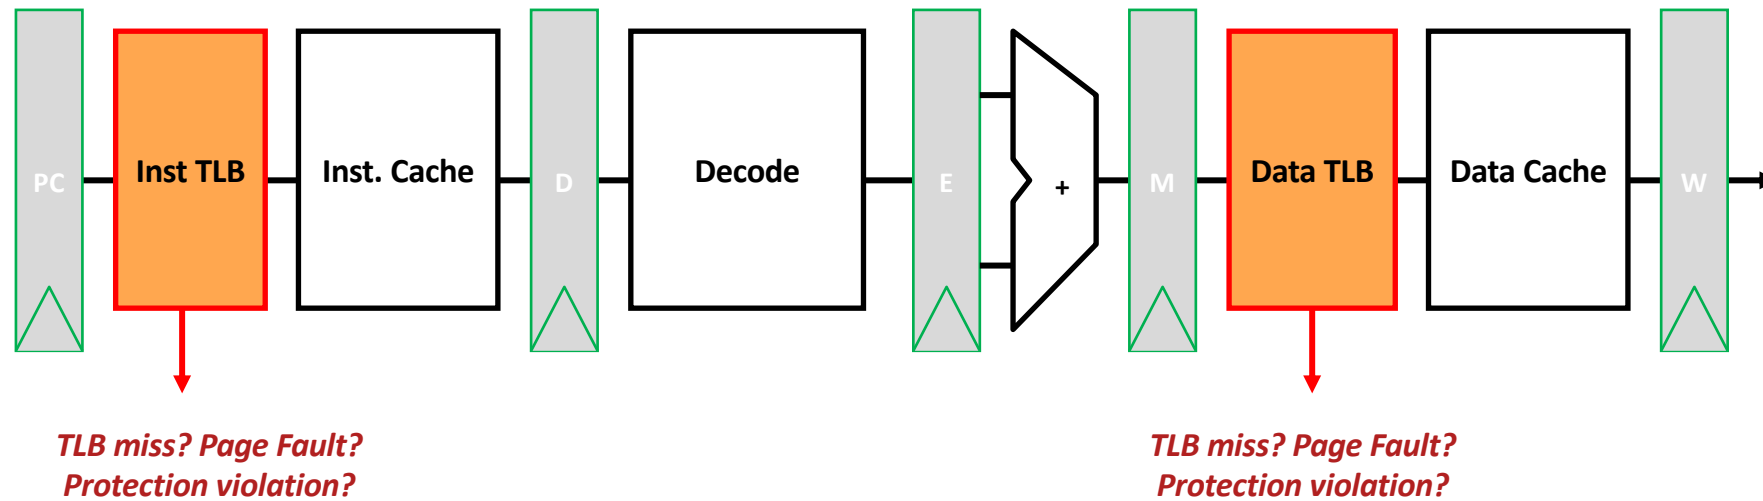 PC
Inst TLB
Inst. Cache
D
Decode
E
+
M
Data TLB
Data Cache
W
TLB miss? Page Fault?
Protection violation?
TLB miss? Page Fault?
Protection violation?